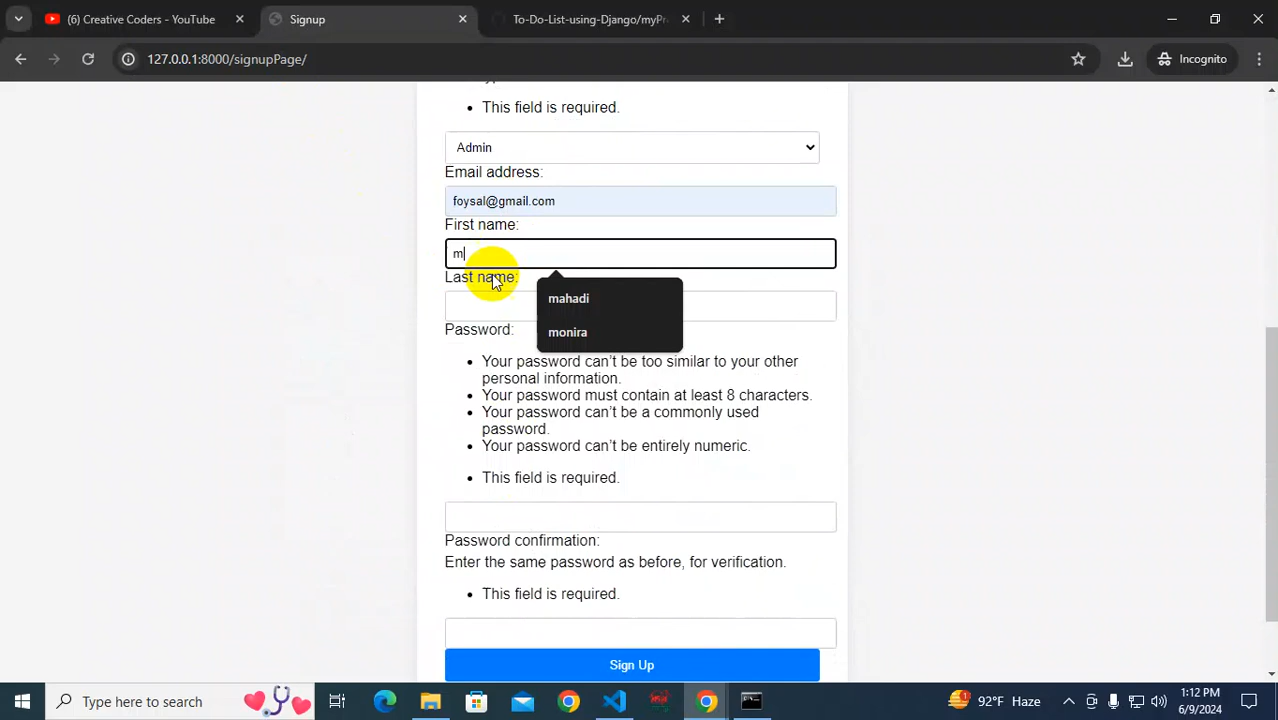 (6) Creative Coders - YouTube
Signup
To-Do-List-using-Django/myPr
127.0.0.1:8000/signupPage/
Incognito
This field is required.
Admin
Email address:
foysal@gmail.com
First name:
m
Last name:
mahadi
monira
Password:
Your password can't be too similar to your other
personal information.
Your password must contain at least 8 characters.
Your password can't be a commonly used
password.
Your password can't be entirely numeric.
This field is required.
Password confirmation:
Enter the same password as before, for verification.
This field is required.
Sign Up
Type here to search
1
92°F Haze
1:12 PM
6/9/2024